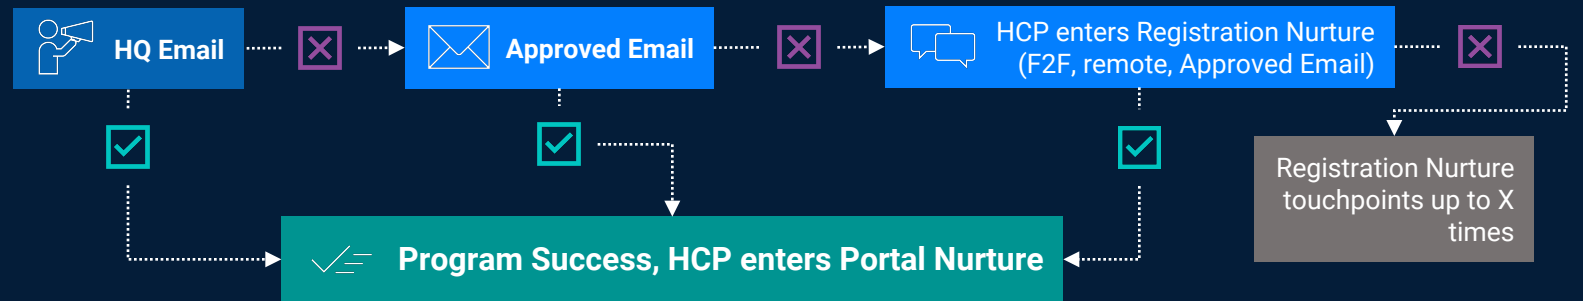 HQ Email
Approved Email
HCP enters Registration Nurture
(F2F, remote, Approved Email)
Registration Nurture
touchpoints up to X
times
Program Success, HCP enters Portal Nurture